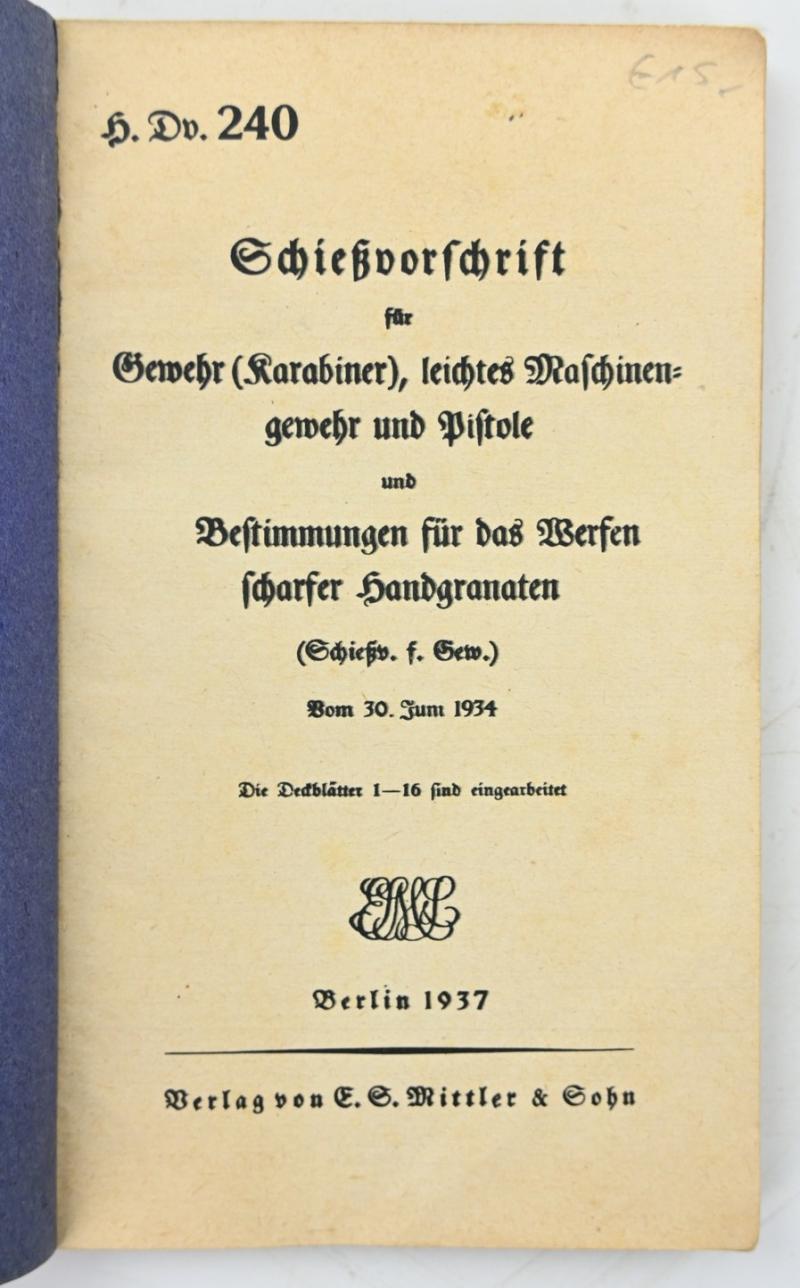 H. Dv. 240
Schießvorschrift
für
Gewehr (Karabiner), leichtes Maschinen-
gewehr und Pistole
und
Bestimmungen für das Werfen
scharfer Handgranaten
(Schießv. f. Gew.)
Vom 30. Juni 1934
Die Deckblätter 1—16 sind eingearbeitet
Berlin 1937
Verlag von E. S. Mittler & Sohn